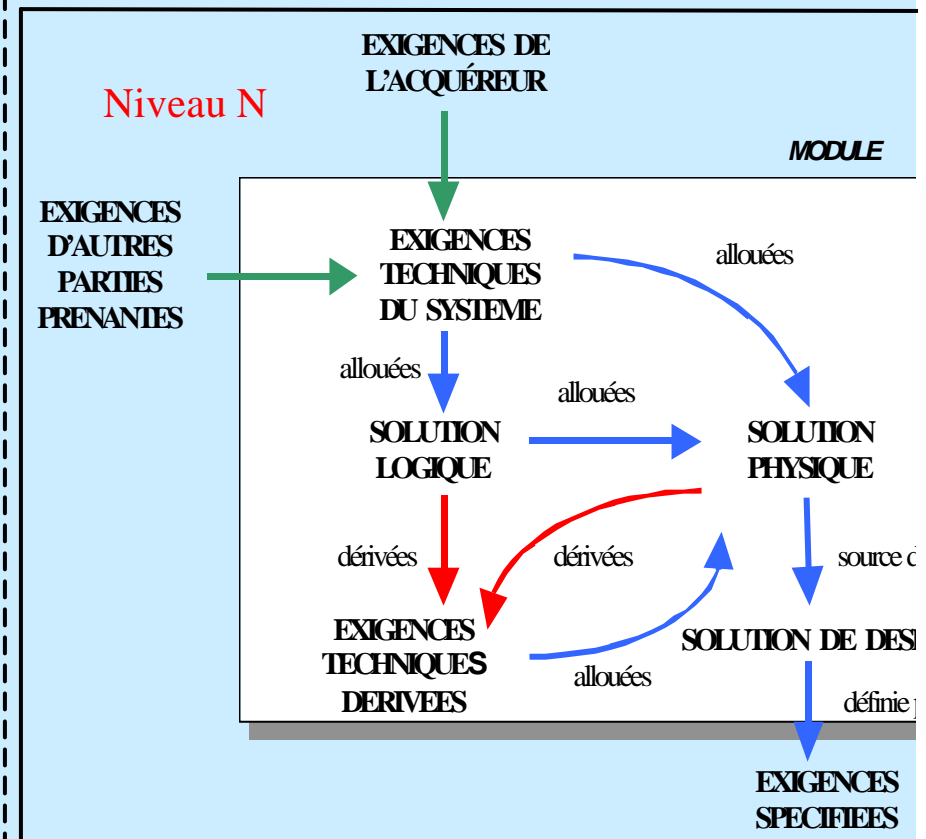 EXIGENCES DE
L'ACQUÉREUR
Niveau N
MODULE
EXIGENCES
D'AUTRES
PARTIES
PRENANTES
EXIGENCES
TECHNIQUES
DU SYSTEME
allouées
allouées
allouées
SOLUTION
LOGIQUE
SOLUTION
PHYSIQUE
dérivées
dérivées
source d
EXIGENCES
TECHNIQUES
DERIVEES
SOLUTION DE DES
allouées
définie
EXIGENCES
SPECIFIEES